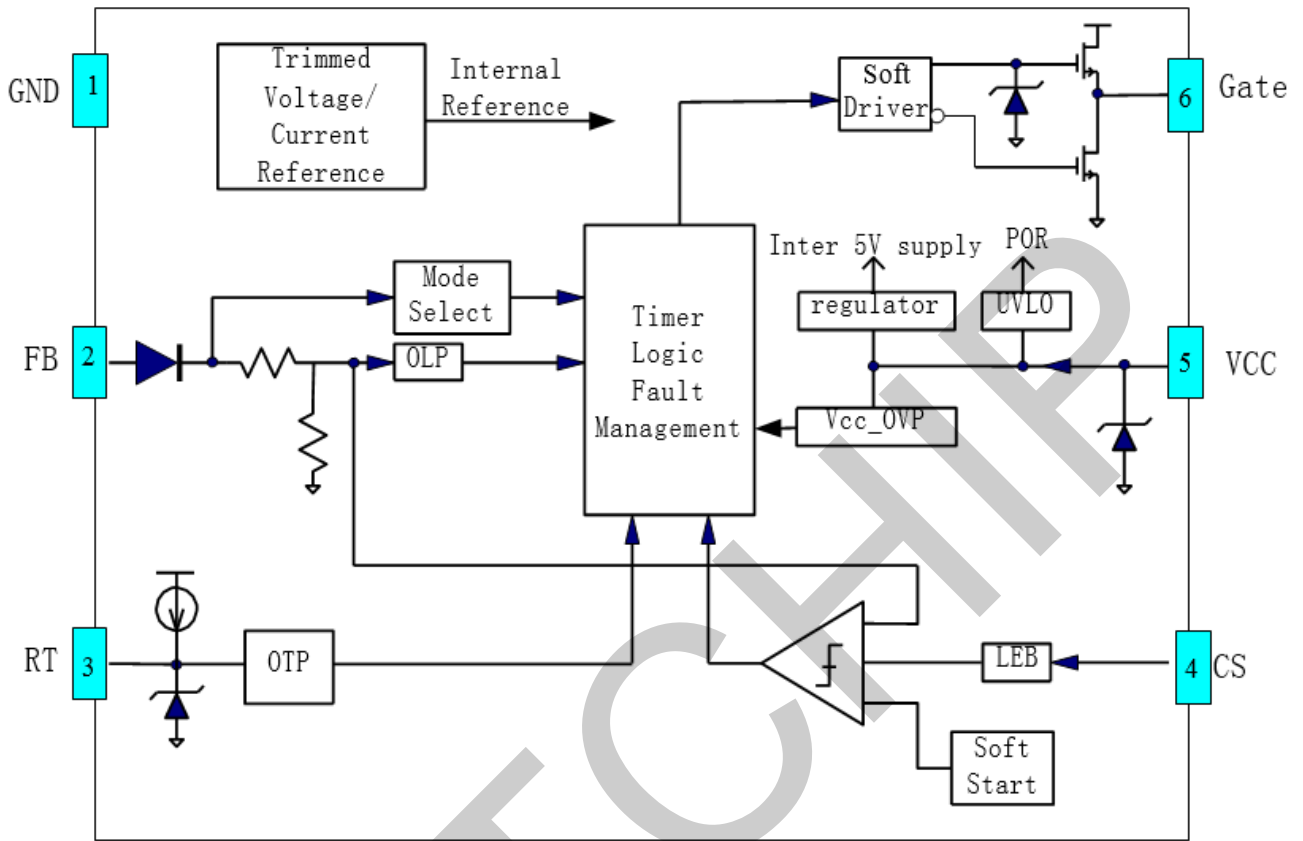 GND
1
Trimmed
Voltage/
Current
Reference
Internal
Reference
Soft
Driver
6
Gate
FB
2
Mode
Select
OLP
Timer
Logic
Fault
Management
Inter 5V supply
POR
regulator
UVLO
Vcc_OVP
5
VCC
RT
3
OTP
LEB
4
CS
Soft
Start
TCHIP